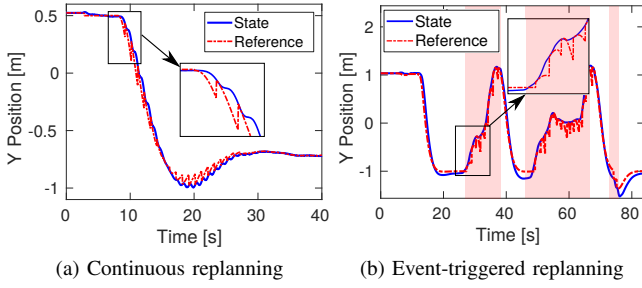 State
Reference
Y Position [m]
0.5
0
-0.5
-1
0
10
20
30
40
Time [s]
(a) Continuous replanning
State
Reference
Y Position [m]
2
1
0
-1
0
20
40
60
80
Time [s]
(b) Event-triggered replanning